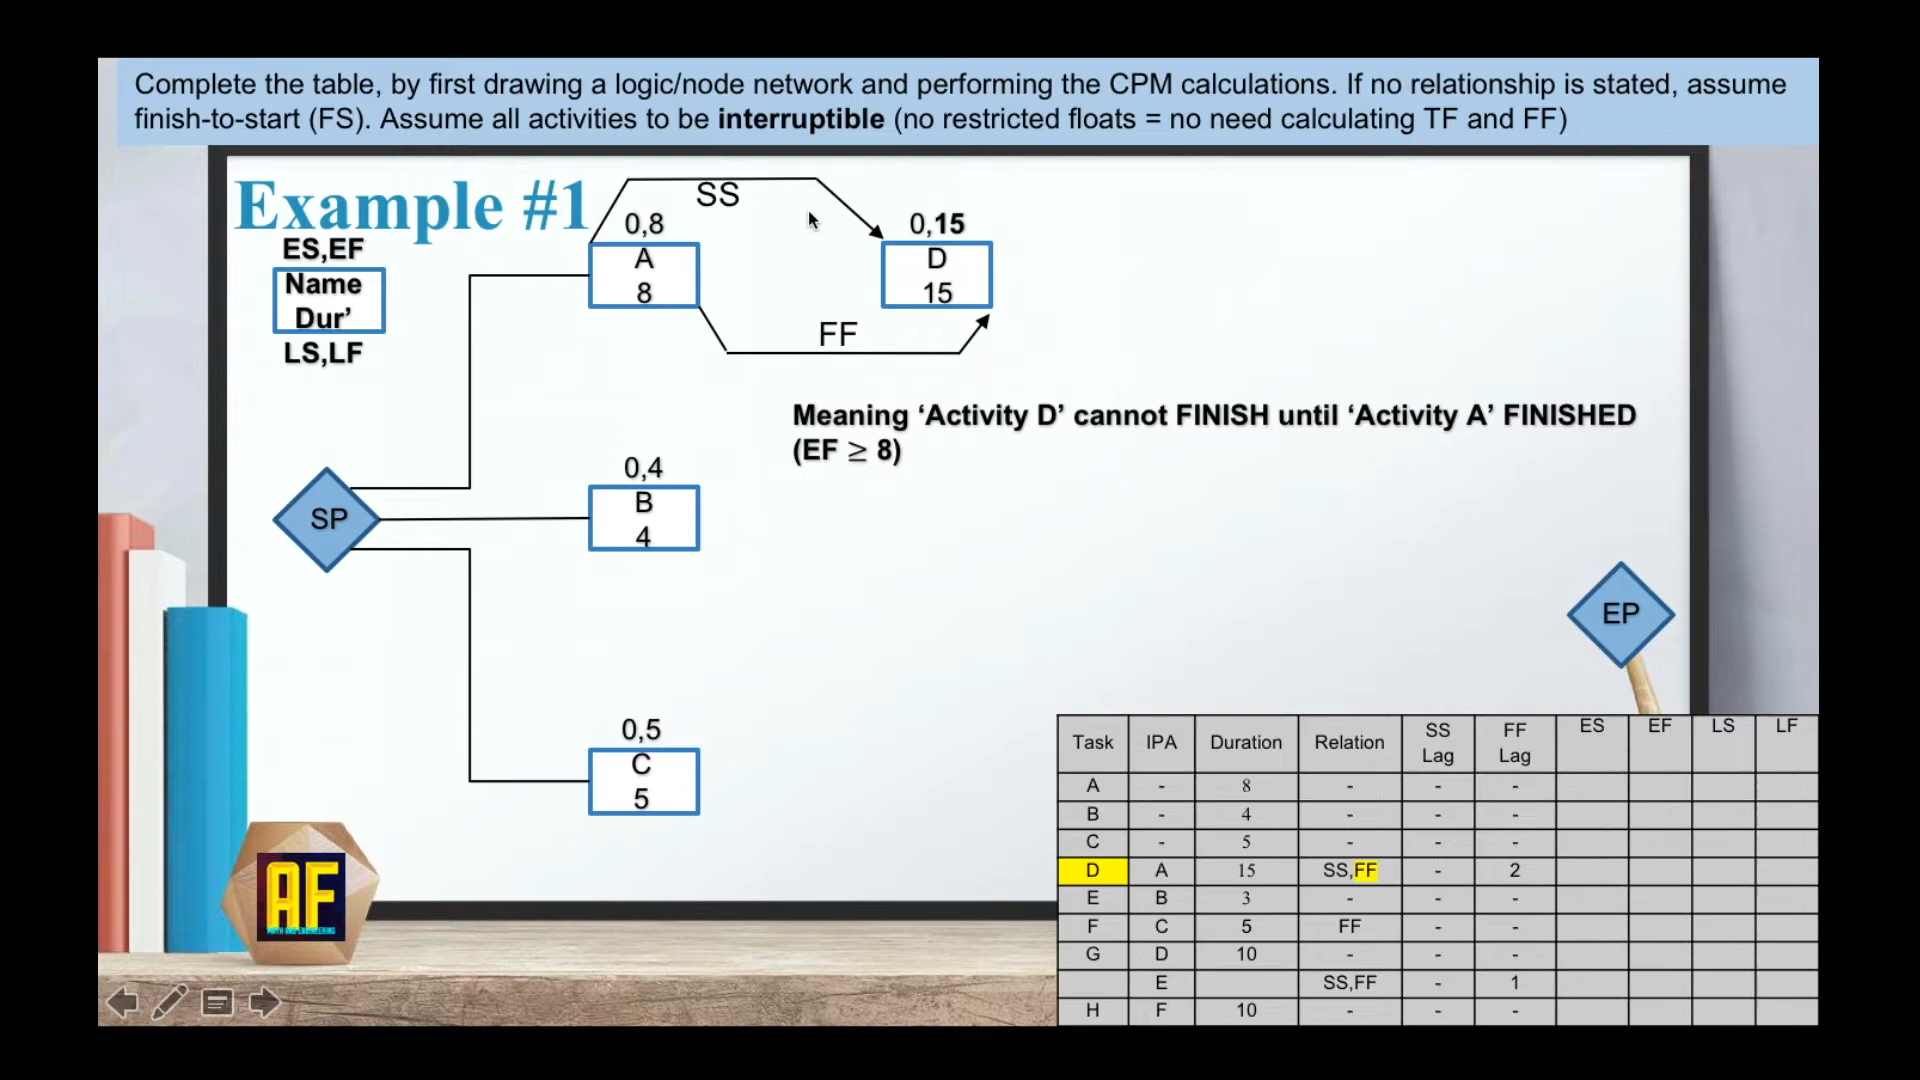 Complete the table, by first drawing a logic/node network and performing the CPM calculations. If no relationship is stated, assume
finish-to-start (FS). Assume all activities to be interruptible (no restricted floats = no need calculating TF and FF)
Example #1
ES,EF
Name
Dur’
LS,LF
SS
0,8
A
8
0,15
D
15
FF
Meaning ‘Activity D’ cannot FINISH until ‘Activity A’ FINISHED
(EF ≥ 8)
0,4
B
4
SP
EP
0,5
C
5
AF
Task IPA Duration Relation SS Lag FF Lag ES EF LS LF
A - 8 - - -
B - 4 - - -
C - 5 - - -
D A 15 SS,FF - 2
E B 3 - - -
F C 5 FF - -
G D 10 - - -
E SS,FF - 1
H F 10 - - -